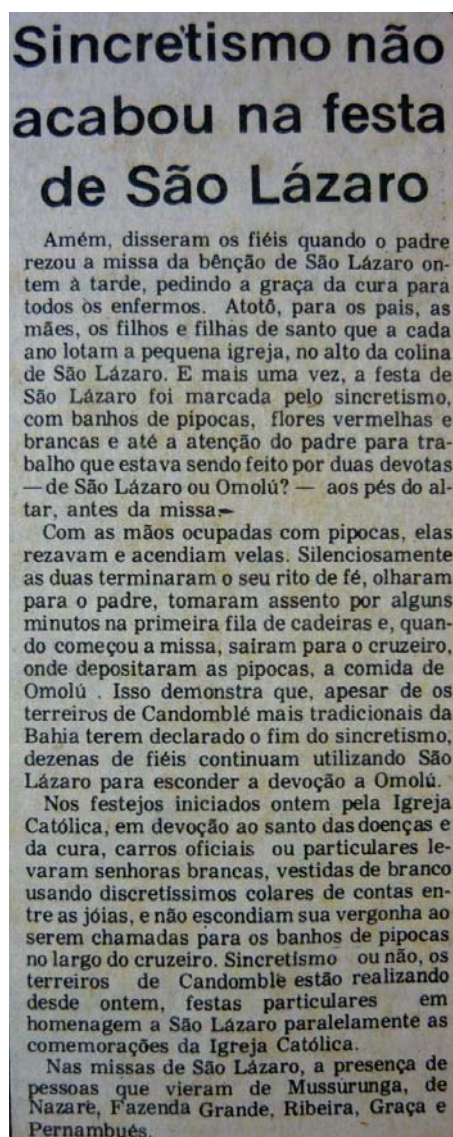 Sincretismo não
acabou na festa
de São Lázaro
Amém, disseram os fiéis quando o padre
rezou a missa da bênção de São Lázaro on-
tem à tarde, pedindo a graça da cura para
todos os enfermos. Atotô, para os pais, as
mães, os filhos e filhas de santo que a cada
ano lotam a pequena igreja, no alto da colina
de São Lázaro. E mais uma vez, a festa de
São Lázaro foi marcada pelo sincretismo,
com banhos de pipocas, flores vermelhas e
brancas e até a atenção do padre para tra-
balho que estava sendo feito por duas devotas
—de São Lázaro ou Omolú? — aos pés do al-
tar, antes da missa.—
Com as mãos ocupadas com pipocas, elas
rezavam e acendiam velas. Silenciosamente
as duas terminaram o seu rito de fé, olharam
para o padre, tomaram assento por alguns
minutos na primeira fila de cadeiras e, quan-
do começou a missa, saíram para o cruzeiro,
onde depositaram as pipocas, a comida de
Omolú . Isso demonstra que, apesar de os
terreiros de Candomblé mais tradicionais da
Bahia terem declarado o fim do sincretismo,
dezenas de fiéis continuam utilizando São
Lázaro para esconder a devoção a Omolú.
Nos festejos iniciados ontem pela Igreja
Católica, em devoção ao santo das doenças e
da cura, carros oficiais ou particulares le-
varam senhoras brancas, vestidas de branco
usando discretíssimos colares de contas en-
tre as jóias, e não escondiam sua vergonha ao
serem chamadas para os banhos de pipocas
no largo do cruzeiro. Sincretismo ou não, os
terreiros de Candomblé estão realizando
desde ontem, festas particulares em
homenagem a São Lázaro paralelamente as
comemorações da Igreja Católica.
Nas missas de São Lázaro, a presença de
pessoas que vieram de Mussurunga, de
Nazaré, Fazenda Grande, Ribeira, Graça e
Pernambués.